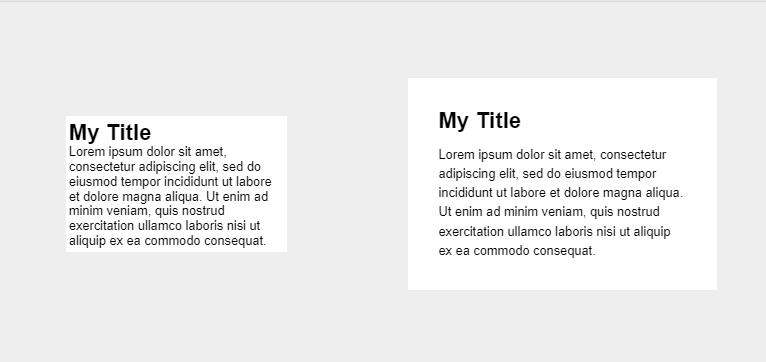 My Title
Lorem ipsum dolor sit amet,
consectetur adipiscing elit, sed do
eiusmod tempor incididunt ut labore
et dolore magna aliqua. Ut enim ad
minim veniam, quis nostrud
exercitation ullamco laboris nisi ut
aliquip ex ea commodo consequat.
My Title
Lorem ipsum dolor sit amet, consectetur
adipiscing elit, sed do eiusmod tempor
incididunt ut labore et dolore magna aliqua.
Ut enim ad minim veniam, quis nostrud
exercitation ullamco laboris nisi ut aliquip
ex ea commodo consequat.